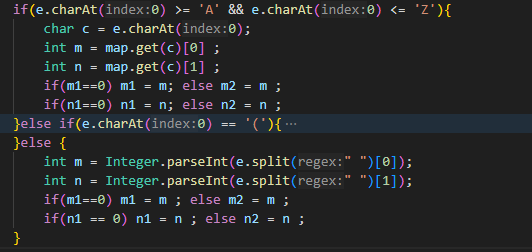 if(e.charAt(index:0) >= 'A' && e.charAt(index:0) <= 'Z'){
char c = e.charAt(index:0);
int m = map.get(c)[0] ;
int n = map.get(c)[1] ;
if(m1==0) m1 = m; else m2 = m ;
if(n1==0) n1 = n; else n2 = n ;
}else if(e.charAt(index:0) == '('){ ⋯
}else {
int m = Integer.parseInt(e.split(regex:" ")[0]);
int n = Integer.parseInt(e.split(regex:" ")[1]);
if(m1==0) m1 = m ; else m2 = m ;
if(n1 == 0) n1 = n ; else n2 = n ;
}